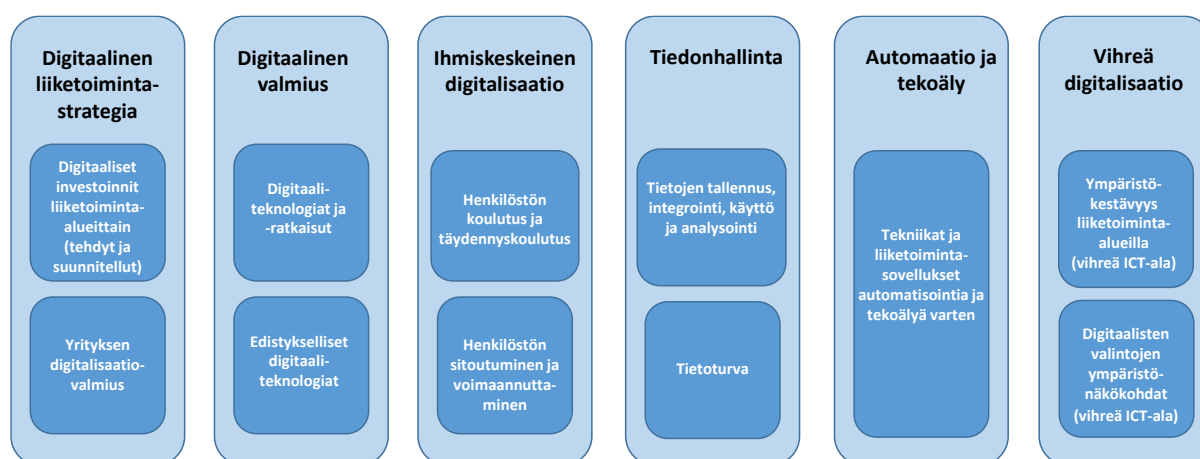 Digitaalinen
liiketoiminta-
strategia
Digitaaliset
investoinnit
liiketoiminta-
alueittain
(tehdyt ja
suunnitellut)
Yrityksen
digitalisaatio-
valmius
Digitaalinen
valmius
Digitaali-
teknologiat ja
-ratkaisut
Edistykselliset
digitaali-
teknologiat
Ihmiskeskeinen
digitalisaatio
Henkilöstön
koulutus ja
täydennyskoulutus
Henkilöstön
sitoutuminen ja
voimaannutta-
minen
Tiedonhallinta
Tietojen tallennus,
integrointi, käyttö
ja analysointi
Tietoturva
Automaatio ja
tekoäly
Tekniikat ja
liiketoiminta-
sovellukset
automatisointia ja
tekoälyä varten
Vihreä
digitalisaatio
Ympäristö-
kestävyys
liiketoiminta-
alueilla
(vihreä ICT-ala)
Digitaalisten
valintojen
ympäristö-
näkökohdat
(vihreä ICT-ala)